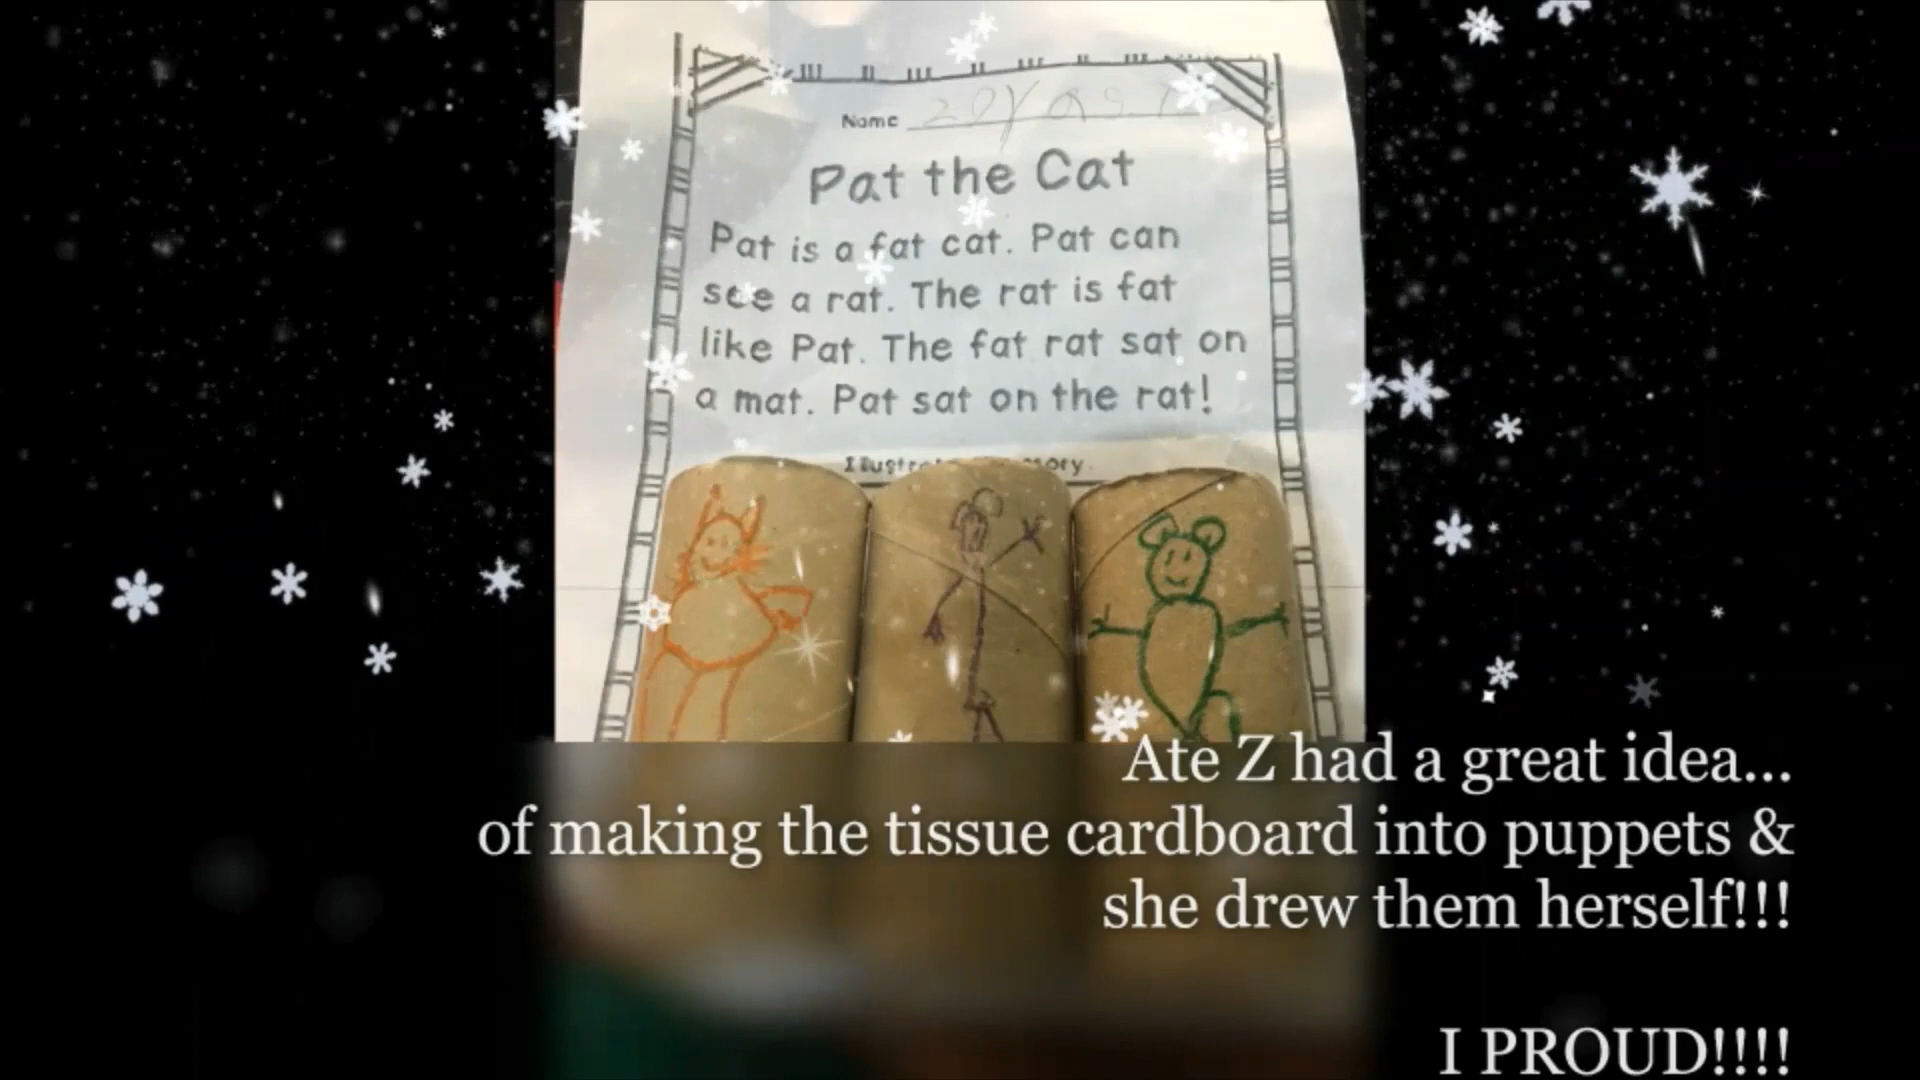 Name
Pat the Cat
Pat is a fat cat. Pat can
see a rat. The rat is fat
like Pat. The fat rat sat on
a mat. Pat sat on the rat!
Ate Z had a great idea...
of making the tissue cardboard into puppets &
she drew them herself!!!
I PROUD!!!!